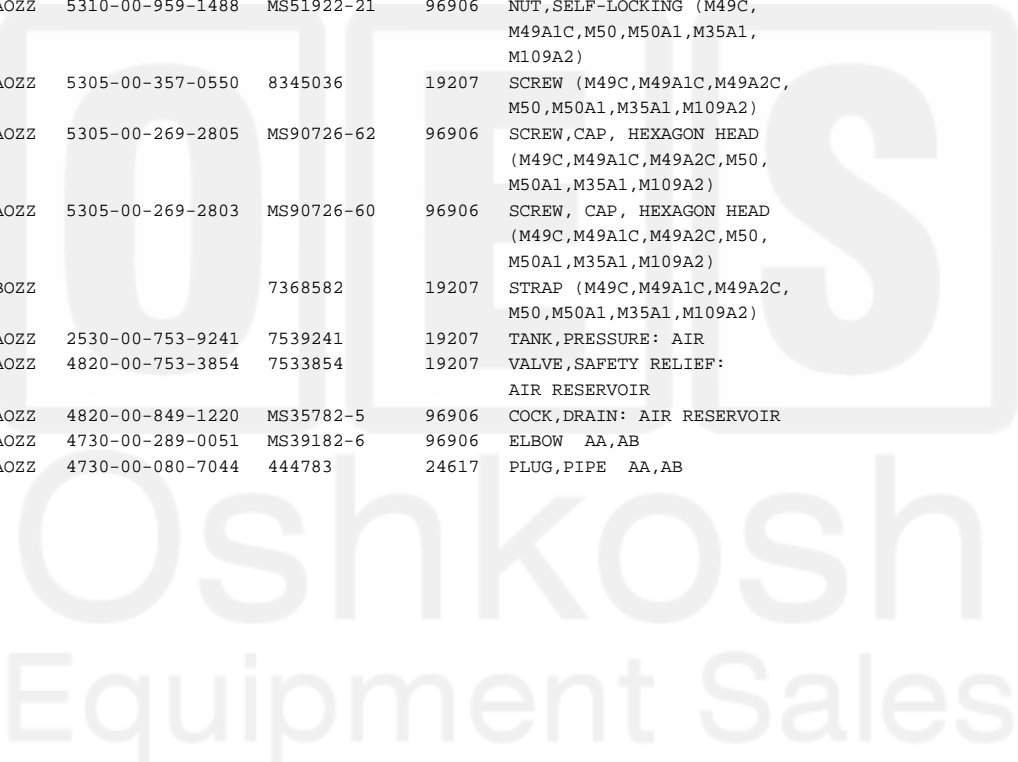 AOZZ 5310-00-959-1488 MS51922-21 96906 NUT,SELF-LOCKING (M49C,
M49A1C,M50,M50A1,M35A1,
M109A2)
AOZZ 5305-00-357-0550 8345036 19207 SCREW (M49C,M49A1C,M49A2C,
M50,M50A1,M35A1,M109A2)
AOZZ 5305-00-269-2805 MS90726-62 96906 SCREW,CAP, HEXAGON HEAD
(M49C,M49A1C,M49A2C,M50,
M50A1,M35A1,M109A2)
AOZZ 5305-00-269-2803 MS90726-60 96906 SCREW, CAP, HEXAGON HEAD
(M49C,M49A1C,M49A2C,M50,
M50A1,M35A1,M109A2)
BOZZ 7368582 19207 STRAP (M49C,M49A1C,M49A2C,
M50,M50A1,M35A1,M109A2)
AOZZ 2530-00-753-9241 7539241 19207 TANK,PRESSURE: AIR
AOZZ 4820-00-753-3854 7533854 19207 VALVE,SAFETY RELIEF:
AIR RESERVOIR
AOZZ 4820-00-849-1220 MS35782-5 96906 COCK,DRAIN: AIR RESERVOIR
AOZZ 4730-00-289-0051 MS39182-6 96906 ELBOW AA,AB
AOZZ 4730-00-080-7044 444783 24617 PLUG,PIPE AA,AB
OES
Oshkosh
Equipment Sales